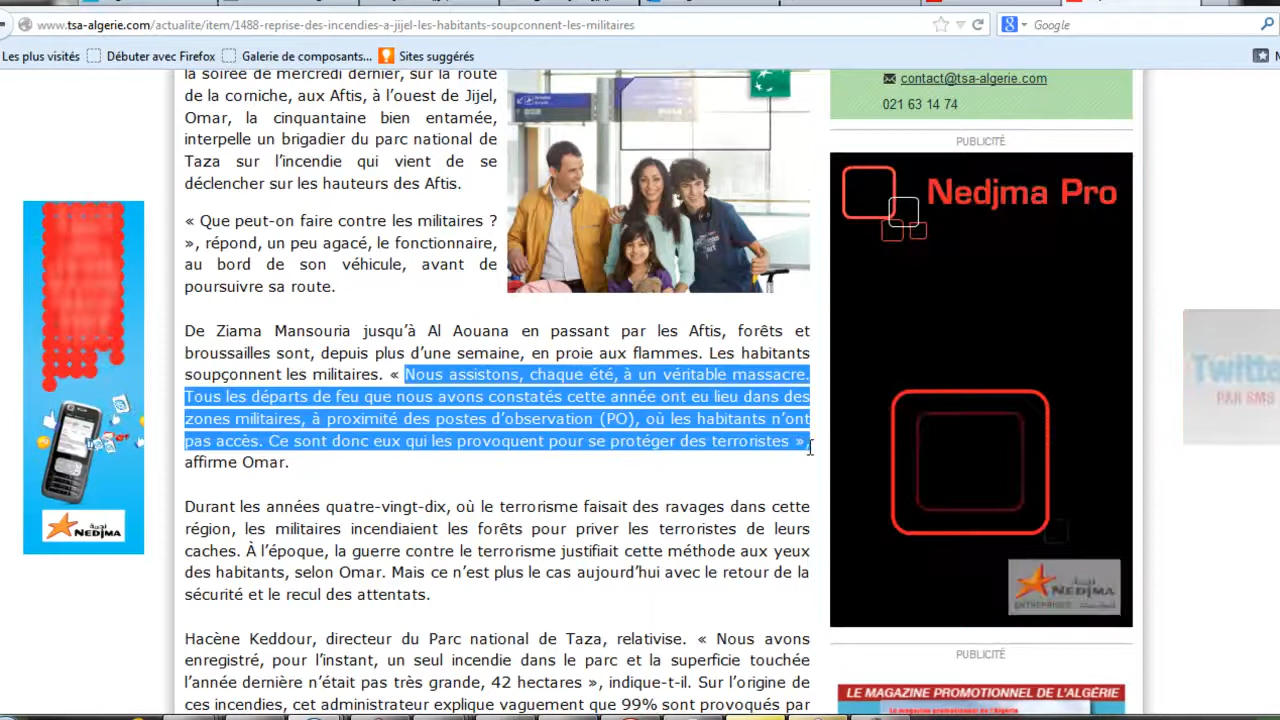 www.tsa-algerie.com/actualite/item/1488-reprise-des-incendies-a-jijel-les-habitants-soupconnent-les-militaires
Google
Les plus visités
Débuter avec Firefox
Galerie de composants...
Sites suggérés
la soirée de mercredi dernier, sur la route
de la corniche, aux Aftis, à l'ouest de Jijel,
Omar, la cinquantaine bien entamée,
interpelle un brigadier du parc national de
Taza sur l'incendie qui vient de se
déclencher sur les hauteurs des Aftis.
« Que peut-on faire contre les militaires ?
», répond, un peu agacé, le fonctionnaire,
au bord de son véhicule, avant de
poursuivre sa route.
De Ziama Mansouria jusqu'à Al Aouana en passant par les Aftis, forêts et
broussailles sont, depuis plus d'une semaine, en proie aux flammes. Les habitants
soupçonnent les militaires. « Nous assistons, chaque été, à un véritable massacre.
Tous les départs de feu que nous avons constatés cette année ont eu lieu dans des
zones militaires, à proximité des postes d'observation (PO), où les habitants n'ont
pas accès. Ce sont donc eux qui les provoquent pour se protéger des terroristes »,
affirme Omar.
Durant les années quatre-vingt-dix, où le terrorisme faisait des ravages dans cette
région, les militaires incendiaient les forêts pour priver les terroristes de leurs
caches. À l'époque, la guerre contre le terrorisme justifiait cette méthode aux yeux
des habitants, selon Omar. Mais ce n'est plus le cas aujourd'hui avec le retour de la
sécurité et le recul des attentats.
Hacène Keddour, directeur du Parc national de Taza, relativise. « Nous avons
enregistré, pour l'instant, un seul incendie dans le parc et la superficie touchée
l'année dernière n'était pas très grande, 42 hectares », indique-t-il. Sur l'origine de
ces incendies, cet administrateur explique vaguement que 99% sont provoqués par
نجمة
NEDJMA
contact@tsa-algerie.com
021 63 14 74
PUBLICITÉ
Nedjma Pro
نجمة
NEDJMA
ENTREPRISES
PUBLICITÉ
LE MAGAZINE PROMOTIONNEL DE L'ALGÉRIE
Le magazine promotionnel de l'Algérie
Twitte
PAR SMS